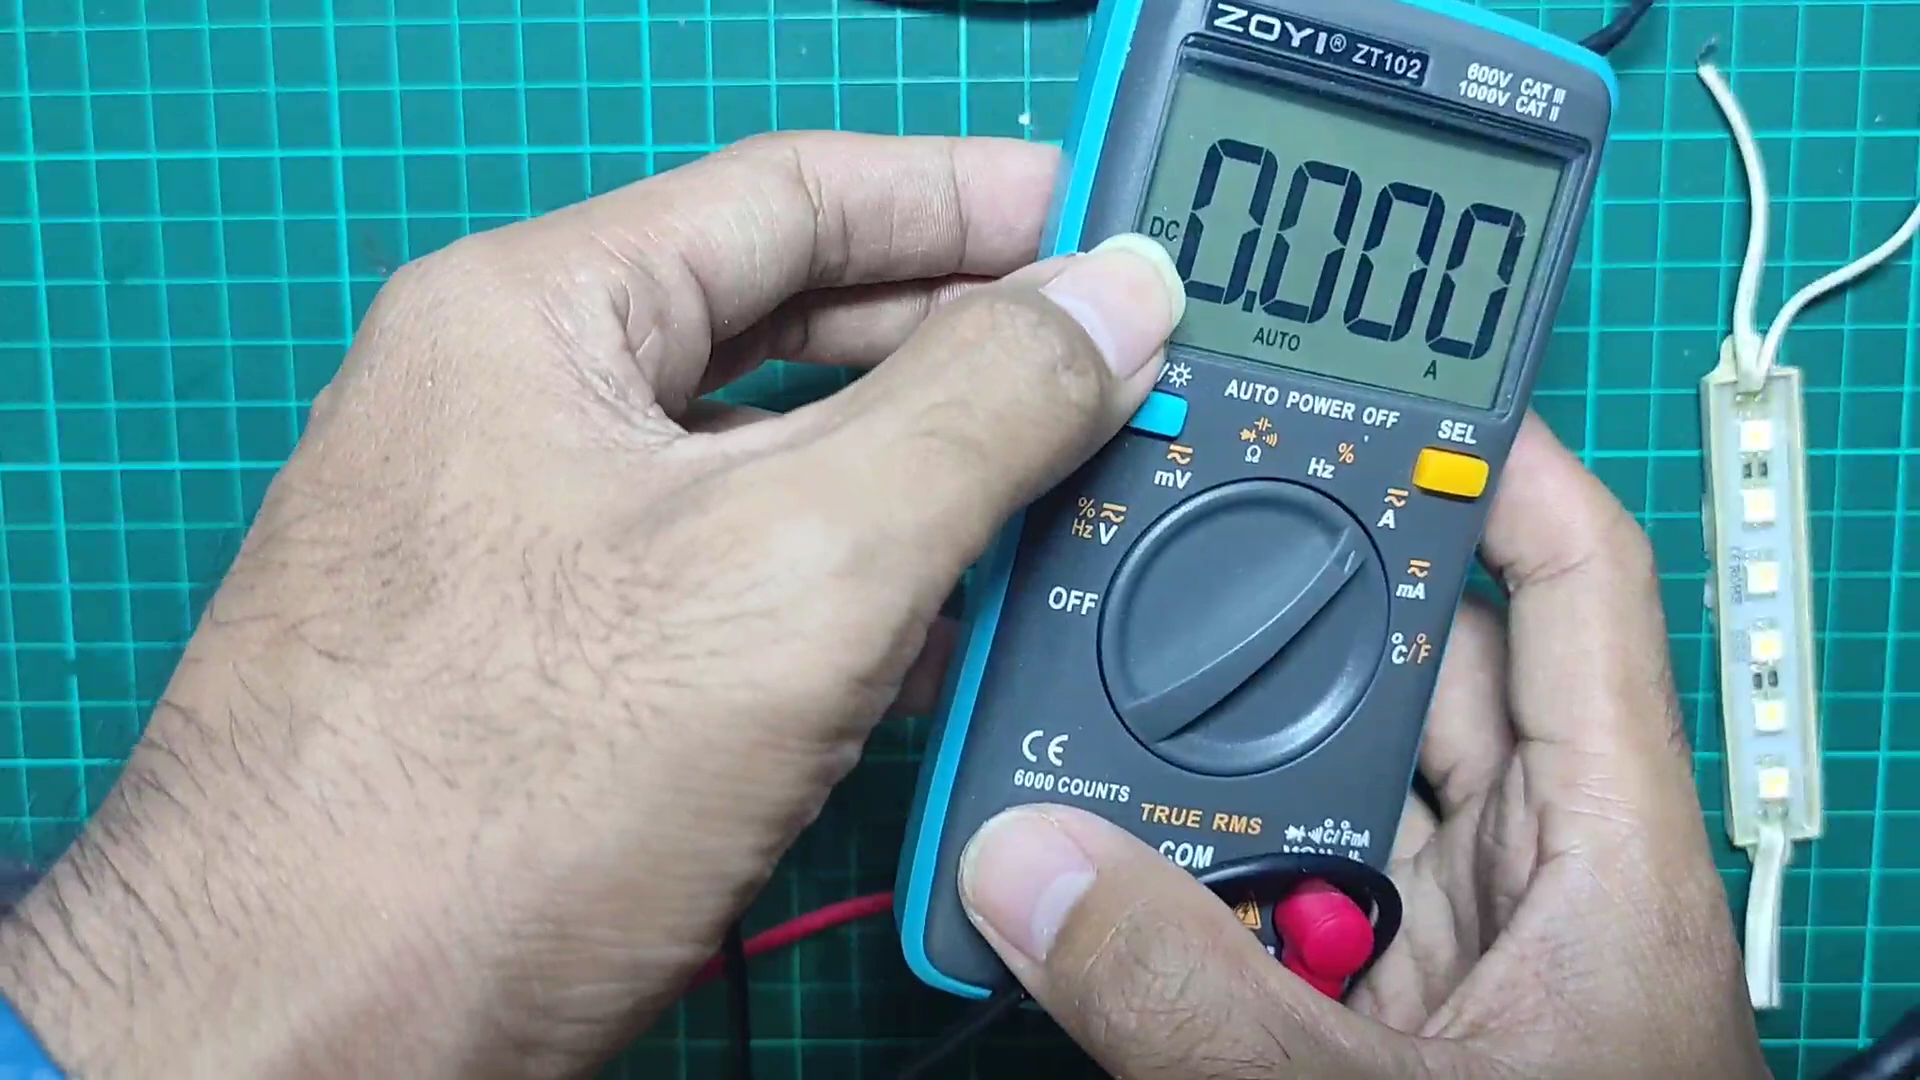 ZOYI® ZT102
600V CAT III
1000V CAT II
DC
0.000
AUTO
A
AUTO POWER OFF
SEL
mV
Ω
Hz %
A
% Hz V
mA
OFF
°C/°F
CE
6000 COUNTS
TRUE RMS
°C/°F mA
COM